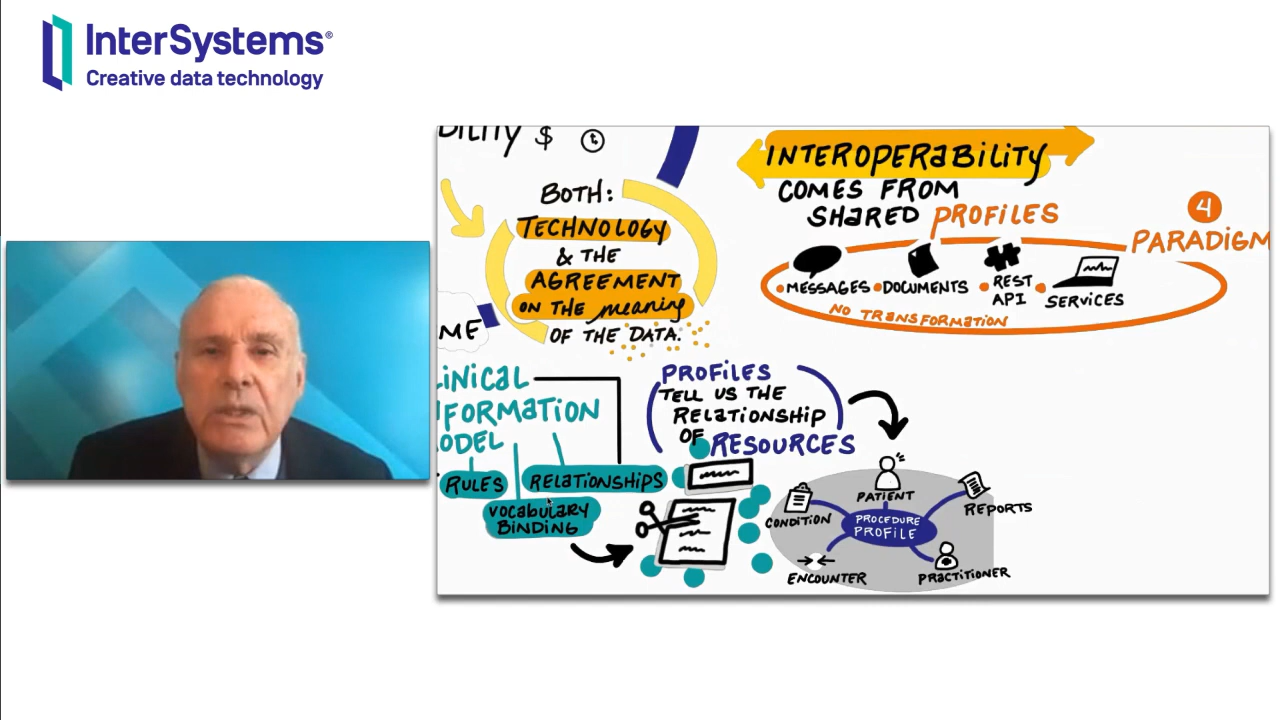 InterSystems®
Creative data technology
BILITY $
BOTH:
TECHNOLOGY
& THE
AGREEMENT
ON THE meaning
OF THE DATA.
ME
INTEROPERABILITY
COMES FROM
SHARED PROFILES
4
PARADIGM
• MESSAGES • DOCUMENTS • REST API • SERVICES
NO TRANSFORMATION
LINICAL
FORMATION
ODEL
RULES
RELATIONSHIPS
VOCABULARY
BINDING
PROFILES
TELL US THE
RELATIONSHIP
OF RESOURCES
PATIENT
CONDITION
REPORTS
PROCEDURE
PROFILE
ENCOUNTER
PRACTITIONER